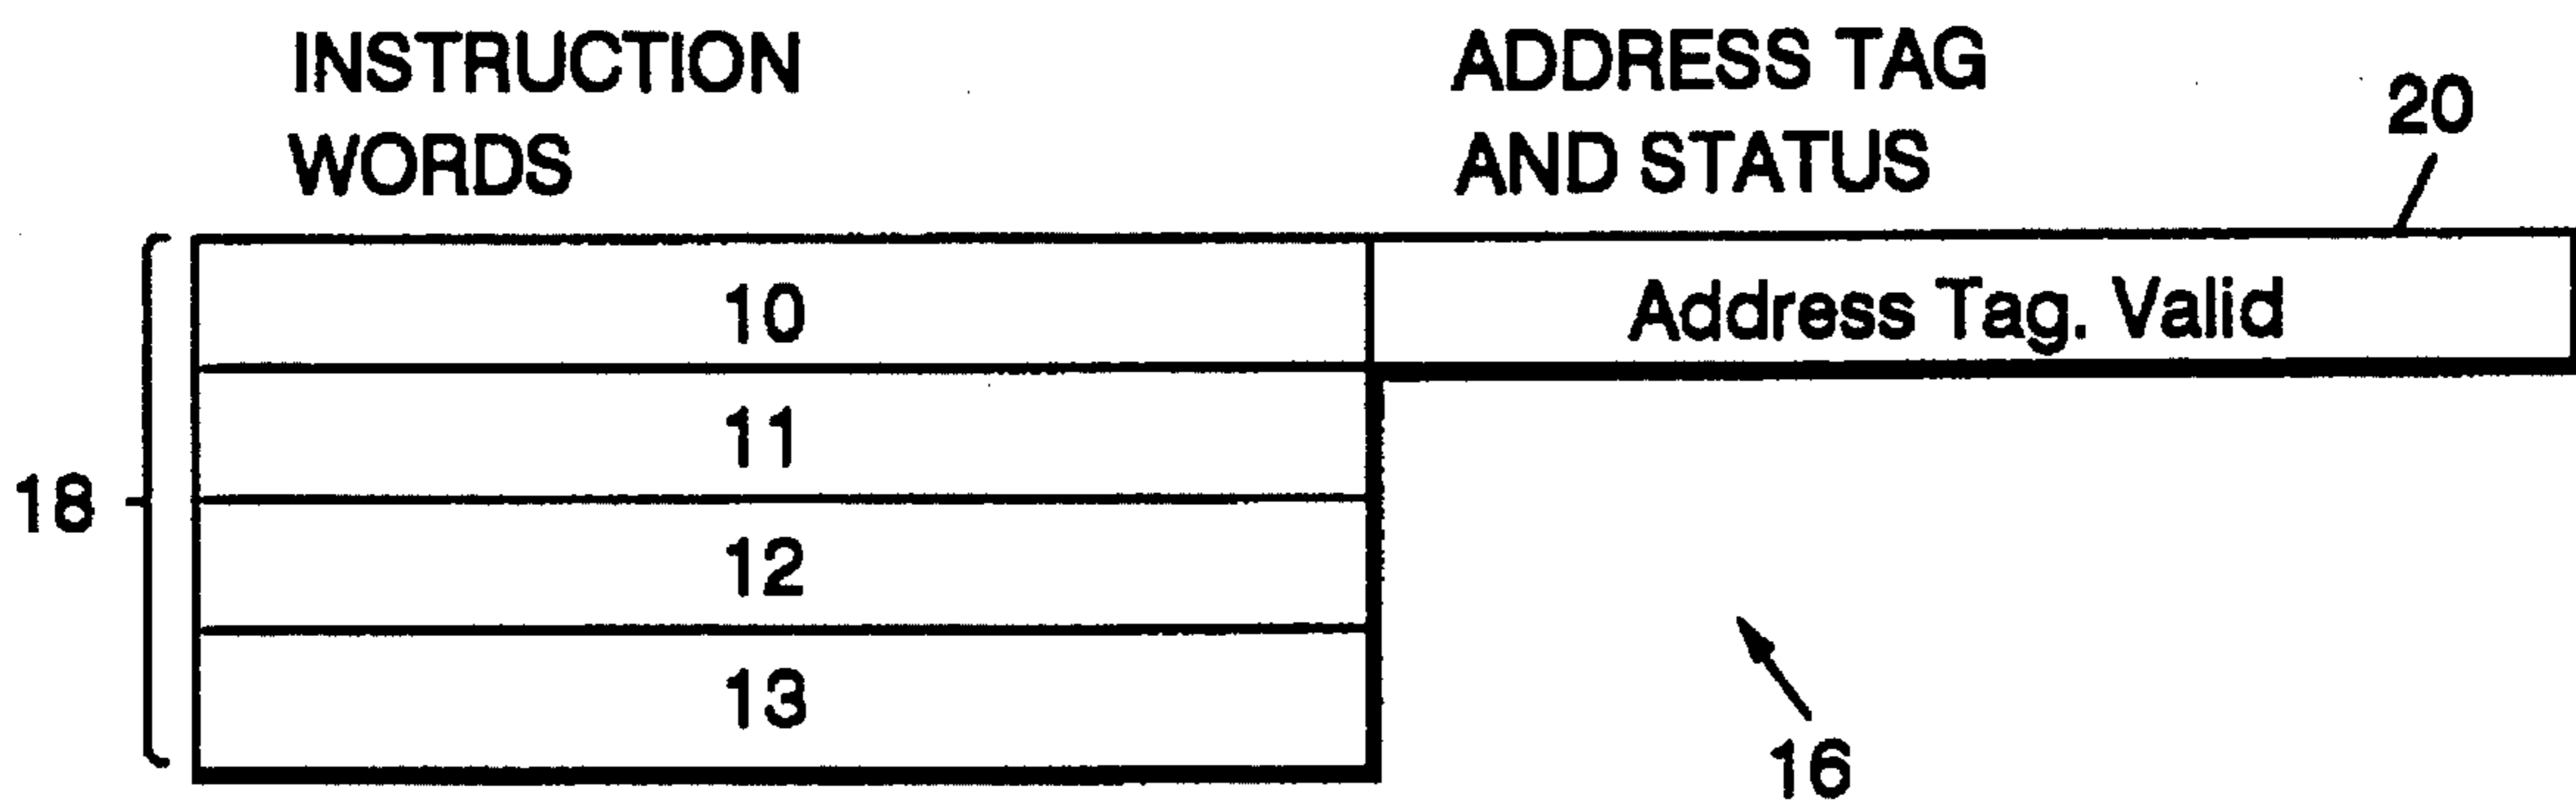 INSTRUCTION
WORDS
ADDRESS TAG
AND STATUS
20
10
Address Tag. Valid
11
18
12
13
16